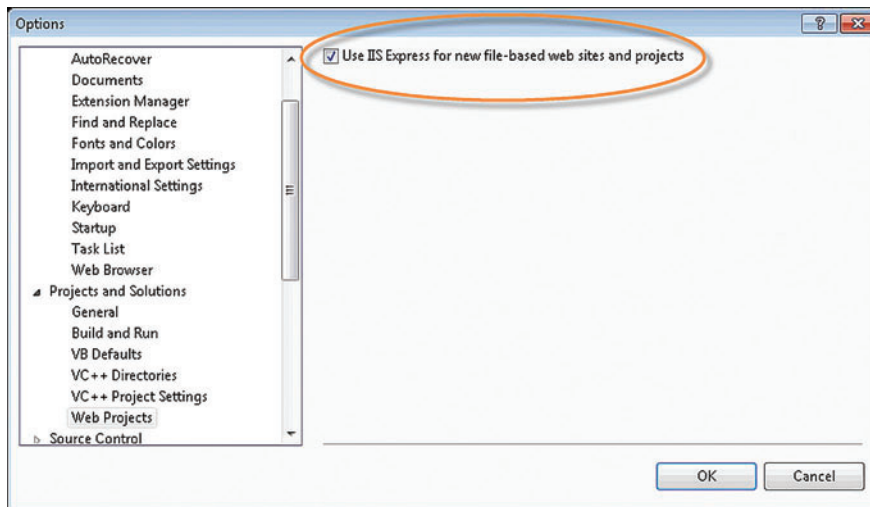 Options
AutoRecover
Documents
Extension Manager
Find and Replace
Fonts and Colors
Import and Export Settings
International Settings
Keyboard
Startup
Task List
Web Browser
Projects and Solutions
General
Build and Run
VB Defaults
VC++ Directories
VC++ Project Settings
Web Projects
Source Control
Use IIS Express for new file-based web sites and projects
OK
Cancel